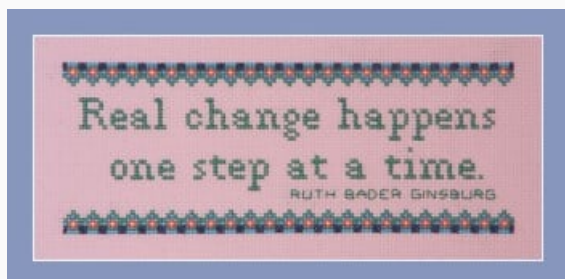 Real change happens
one step at a time.
RUTH BADER GINSBURG